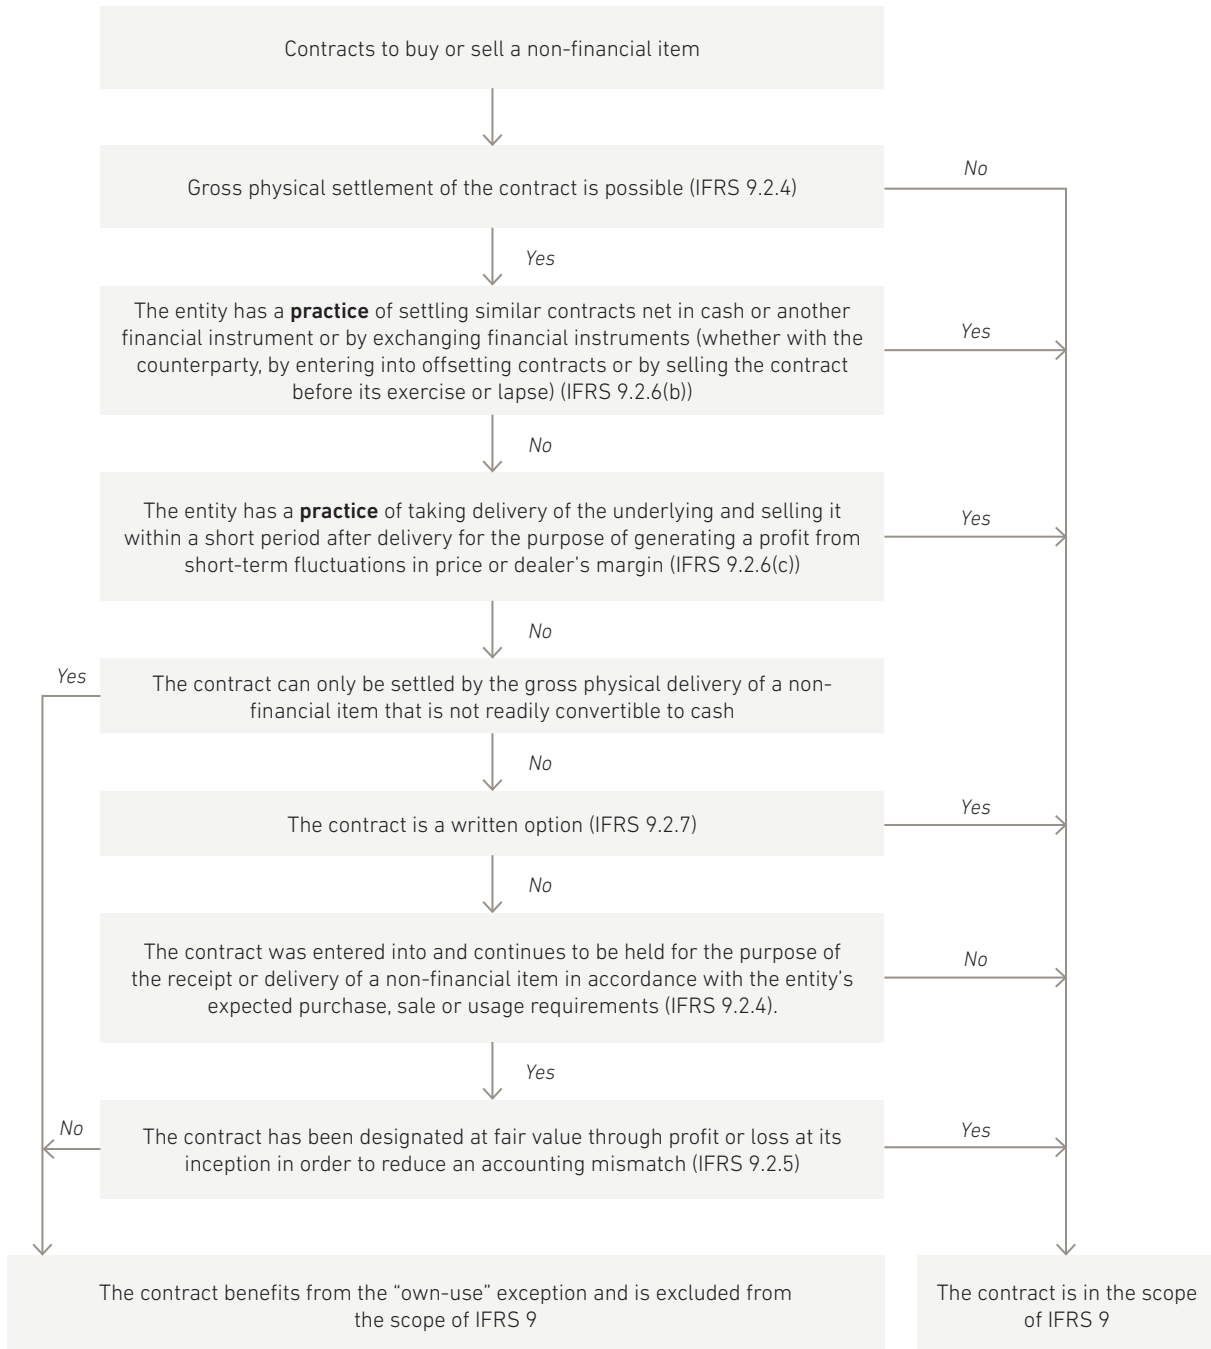 Contracts to buy or sell a non-financial item
Gross physical settlement of the contract is possible (IFRS 9.2.4)
No
Yes
The entity has a practice of settling similar contracts net in cash or another
financial instrument or by exchanging financial instruments (whether with the
counterparty, by entering into offsetting contracts or by selling the contract
before its exercise or lapse) (IFRS 9.2.6(b))
Yes
No
The entity has a practice of taking delivery of the underlying and selling it
within a short period after delivery for the purpose of generating a profit from
short-term fluctuations in price or dealer’s margin (IFRS 9.2.6(c))
Yes
No
Yes
The contract can only be settled by the gross physical delivery of a non-
financial item that is not readily convertible to cash
No
The contract is a written option (IFRS 9.2.7)
Yes
No
The contract was entered into and continues to be held for the purpose of
the receipt or delivery of a non-financial item in accordance with the entity’s
expected purchase, sale or usage requirements (IFRS 9.2.4).
No
Yes
No
The contract has been designated at fair value through profit or loss at its
inception in order to reduce an accounting mismatch (IFRS 9.2.5)
Yes
The contract benefits from the “own-use” exception and is excluded from
the scope of IFRS 9
The contract is in the scope
of IFRS 9